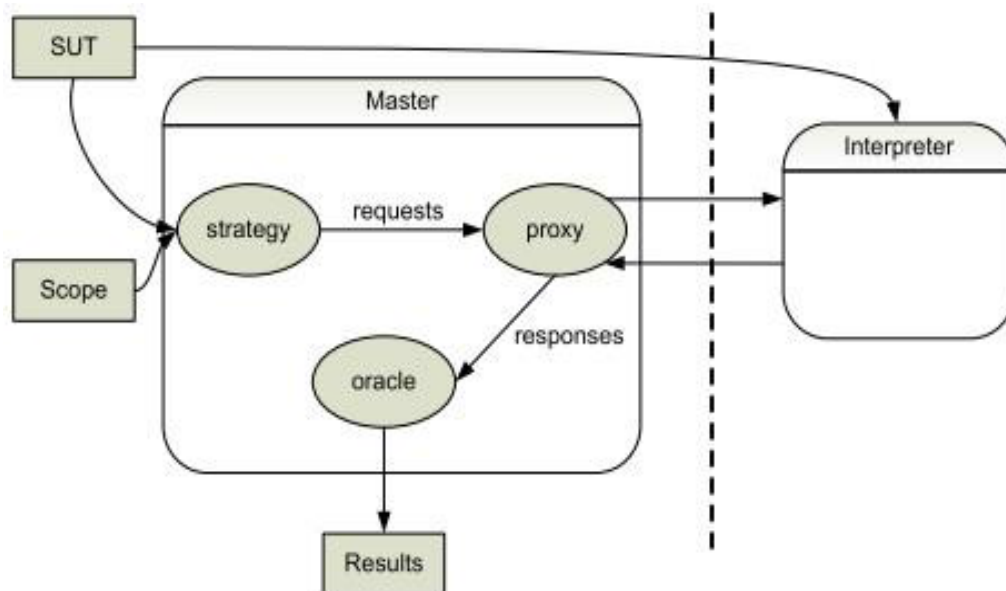 SUT
Master
Interpreter
strategy
requests
proxy
Scope
responses
oracle
Results